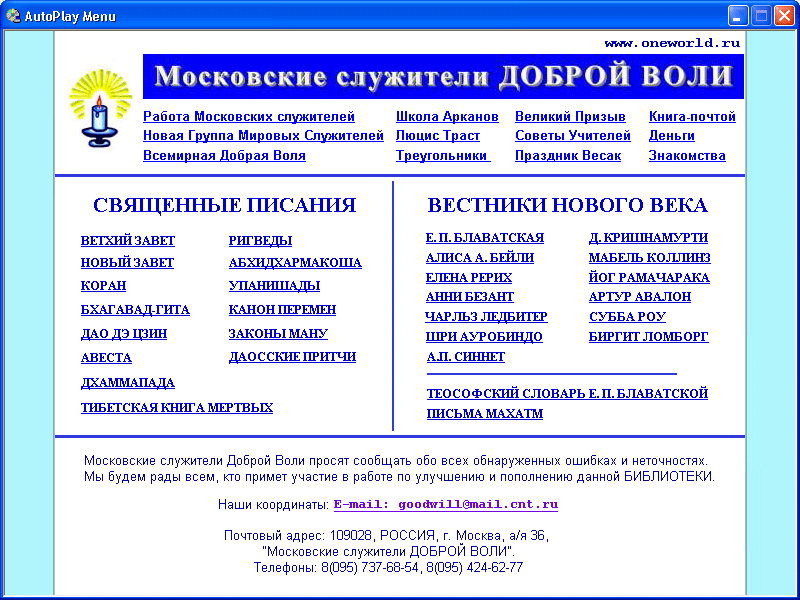 AutoPlay Menu
www.oneworld.ru
Московские служители ДОБРОЙ ВОЛИ
Работа Московских служителей Школа Арканов Великий Призыв Книга-почтой
Новая Группа Мировых Служителей Люцис Траст Советы Учителей Деньги
Всемирная Добрая Воля Треугольники Праздник Весак Знакомства
СВЯЩЕННЫЕ ПИСАНИЯ
ВЕТХИЙ ЗАВЕТ РИГВЕДЫ
НОВЫЙ ЗАВЕТ АБХИДХАРМАКОША
КОРАН УПАНИШАДЫ
БХАГАВАД-ГИТА КАНОН ПЕРЕМЕН
ДАО ДЭ ЦЗИН ЗАКОНЫ МАНУ
АВЕСТА ДАОССКИЕ ПРИТЧИ
ДХАММАПАДА
ТИБЕТСКАЯ КНИГА МЕРТВЫХ
ВЕСТНИКИ НОВОГО ВЕКА
Е. П. БЛАВАТСКАЯ Д. КРИШНАМУРТИ
АЛИСА А. БЕЙЛИ МАБЕЛЬ КОЛЛИНЗ
ЕЛЕНА РЕРИХ ЙОГ РАМАЧАРАКА
АННИ БЕЗАНТ АРТУР АВАЛОН
ЧАРЛЬЗ ЛЕДБИТЕР СУББА РОУ
ШРИ АУРОБИНДО БИРГИТ ЛОМБОРГ
А.П. СИННЕТ
ТЕОСОФСКИЙ СЛОВАРЬ Е. П. БЛАВАТСКОЙ
ПИСЬМА МАХАТМ
Московские служители Доброй Воли просят сообщать обо всех обнаруженных ошибках и неточностях.
Мы будем рады всем, кто примет участие в работе по улучшению и пополнению данной БИБЛИОТЕКИ.
Наши координаты: E-mail: goodwill@mail.cnt.ru
Почтовый адрес: 109028, РОССИЯ, г. Москва, а/я 36,
"Московские служители ДОБРОЙ ВОЛИ".
Телефоны: 8(095) 737-68-54, 8(095) 424-62-77